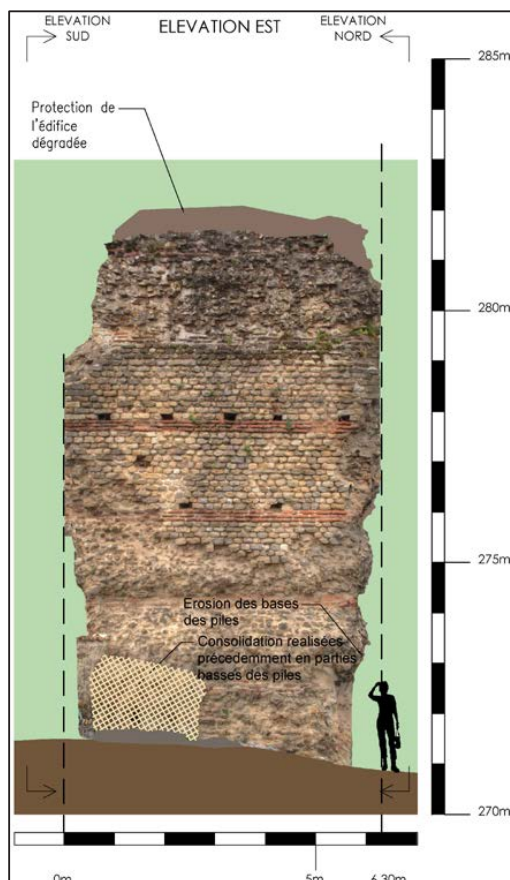 ELEVATION
SUD
ELEVATION EST
ELEVATION
NORD
285m
Protection de
l'édifice
dégradée
280m
275m
Erosion des bases
des piles
Consolidation realisées
précedemment en parties
basses des piles
270m
0m
5m
6,30m